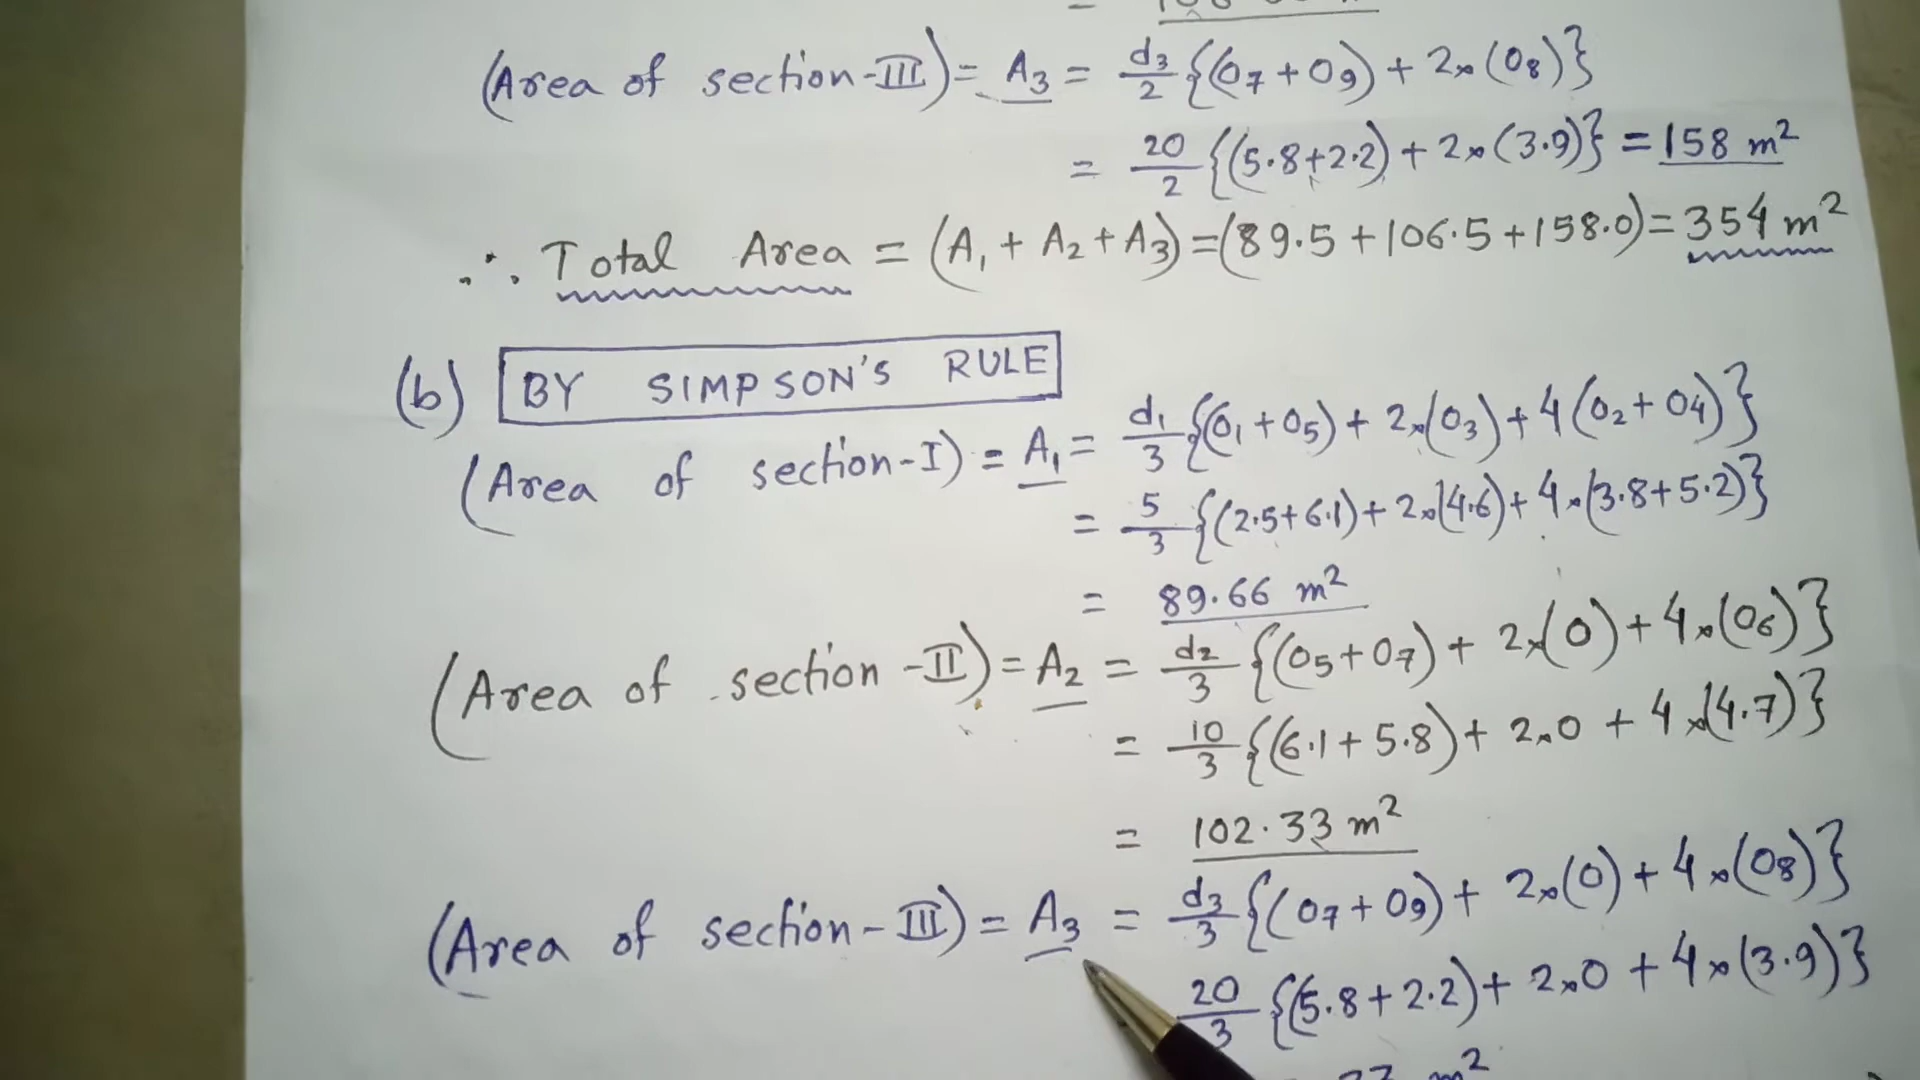 (Area of section-III) = A₃ = d₃/2 {(O₇+O₉) + 2×(O₈)}
= 20/2 {(5.8+2.2) + 2×(3.9)} = 158 m²
∴ Total Area = (A₁ + A₂ + A₃) = (89.5 + 106.5 + 158.0) = 354 m²
(b) BY SIMPSON'S RULE
(Area of section-I) = A₁ = d₁/3 {(O₁+O₅) + 2×(O₃) + 4(O₂+O₄)}
= 5/3 {(2.5+6.1) + 2×(4.6) + 4×(3.8+5.2)}
= 89.66 m²
(Area of section-II) = A₂ = d₂/3 {(O₅+O₇) + 2×(0) + 4×(O₆)}
= 10/3 {(6.1+5.8) + 2×0 + 4×(4.7)}
= 102.33 m²
(Area of section-III) = A₃ = d₃/3 {(O₇+O₉) + 2×(0) + 4×(O₈)}
20/3 {(5.8+2.2) + 2×0 + 4×(3.9)}
m²